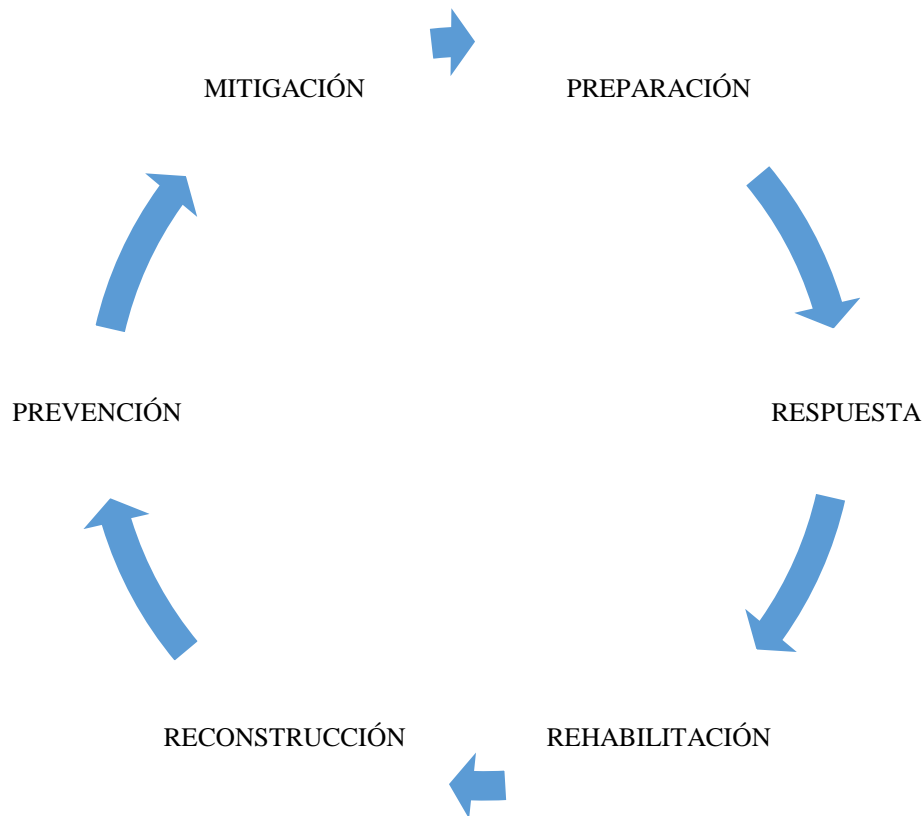 MITIGACIÓN
PREPARACIÓN
PREVENCIÓN
RESPUESTA
RECONSTRUCCIÓN
REHABILITACIÓN